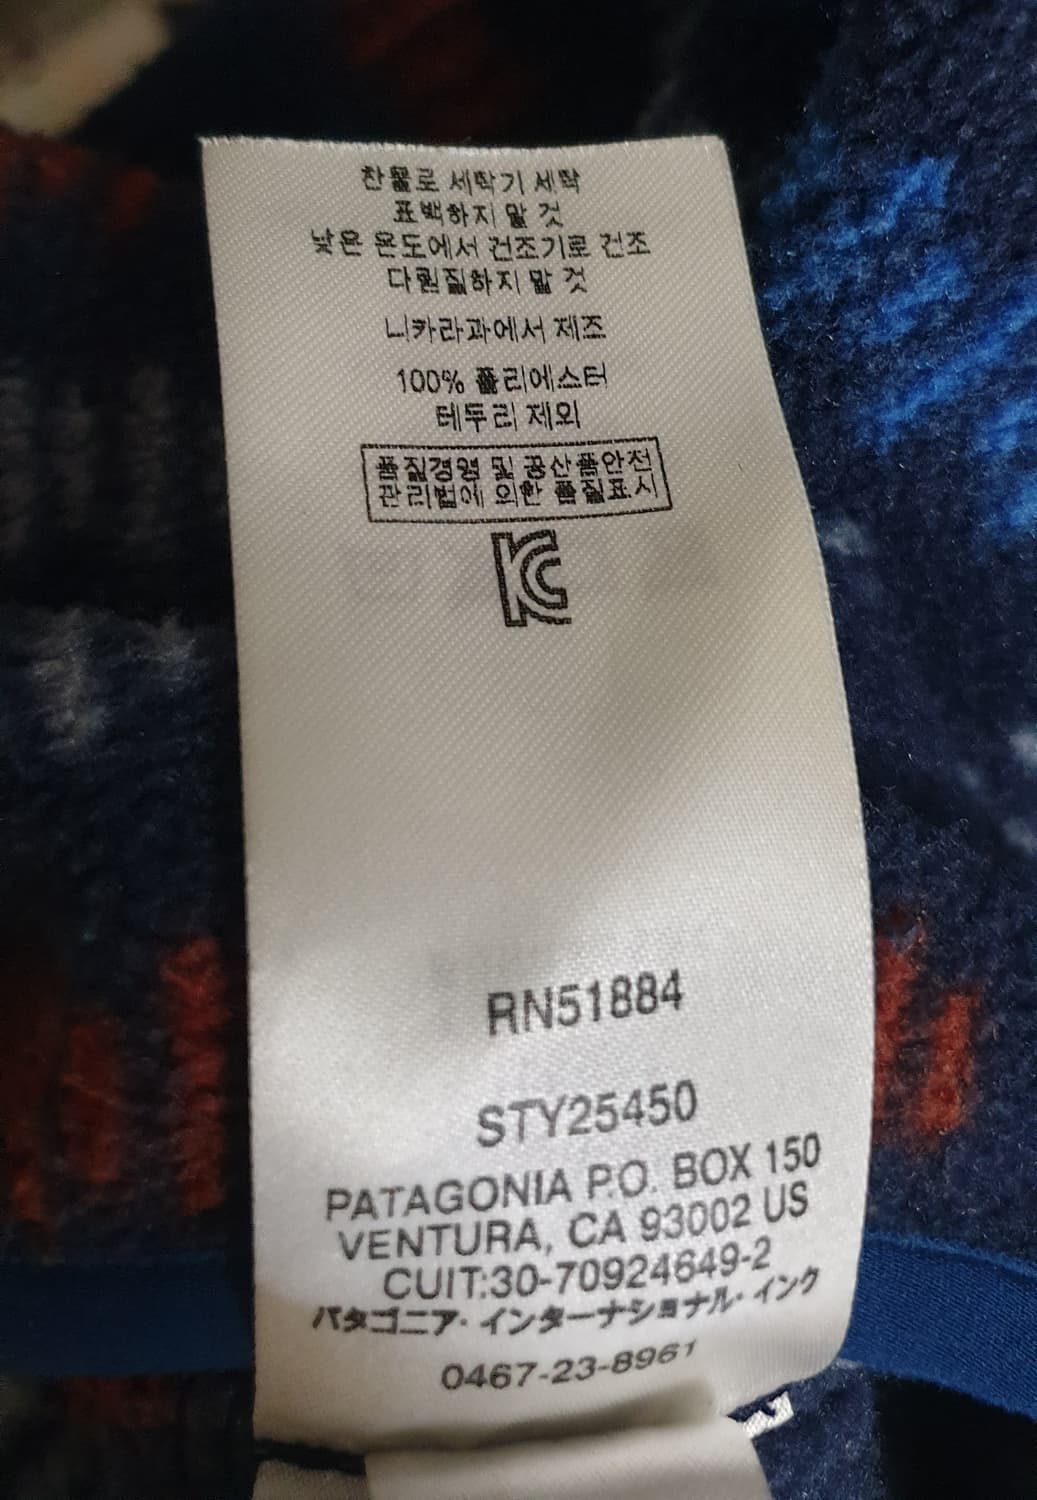 찬물로 세탁기 세탁
표백하지 말 것
낮은 온도에서 건조기로 건조
다림질하지 말 것
니카라과에서 제조
100% 폴리에스터
테두리 제외
품질경영 및 공산품안전
관리법에 의한 품질표시
KC
RN51884
STY25450
PATAGONIA P.O. BOX 150
VENTURA, CA 93002 US
CUIT:30-70924649-2
パタゴニア・インターナショナル・インク
0467-23-8961